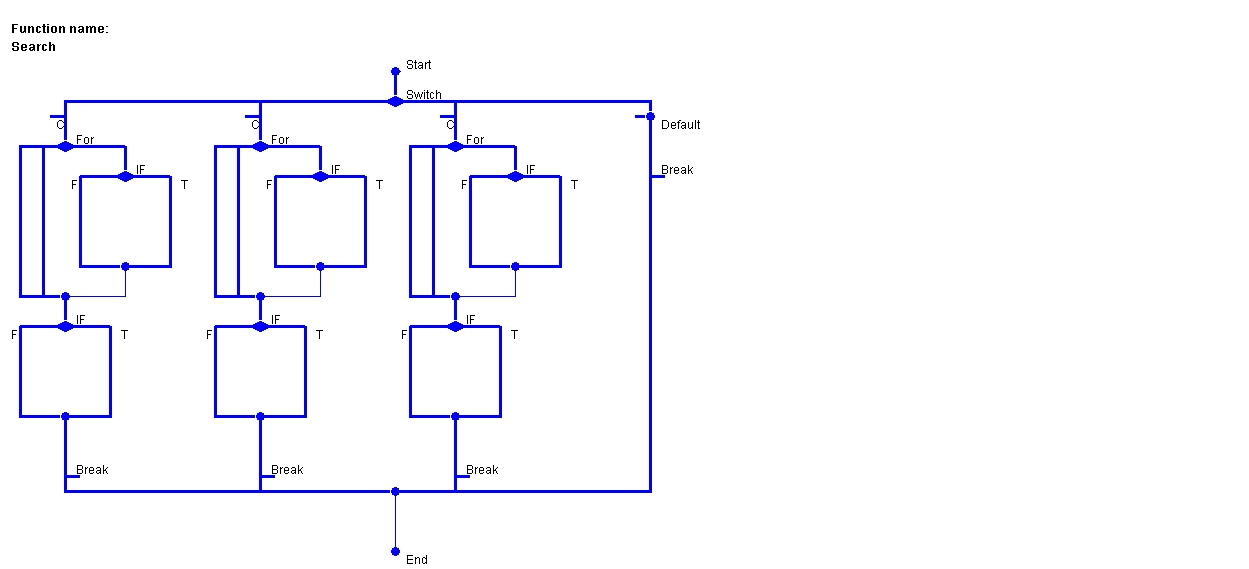 Function name:
Search
Start
Switch
C
C
C
Default
For
For
For
IF
IF
IF
Break
F
T
F
T
F
T
IF
IF
IF
F
T
F
T
F
T
Break
Break
Break
End